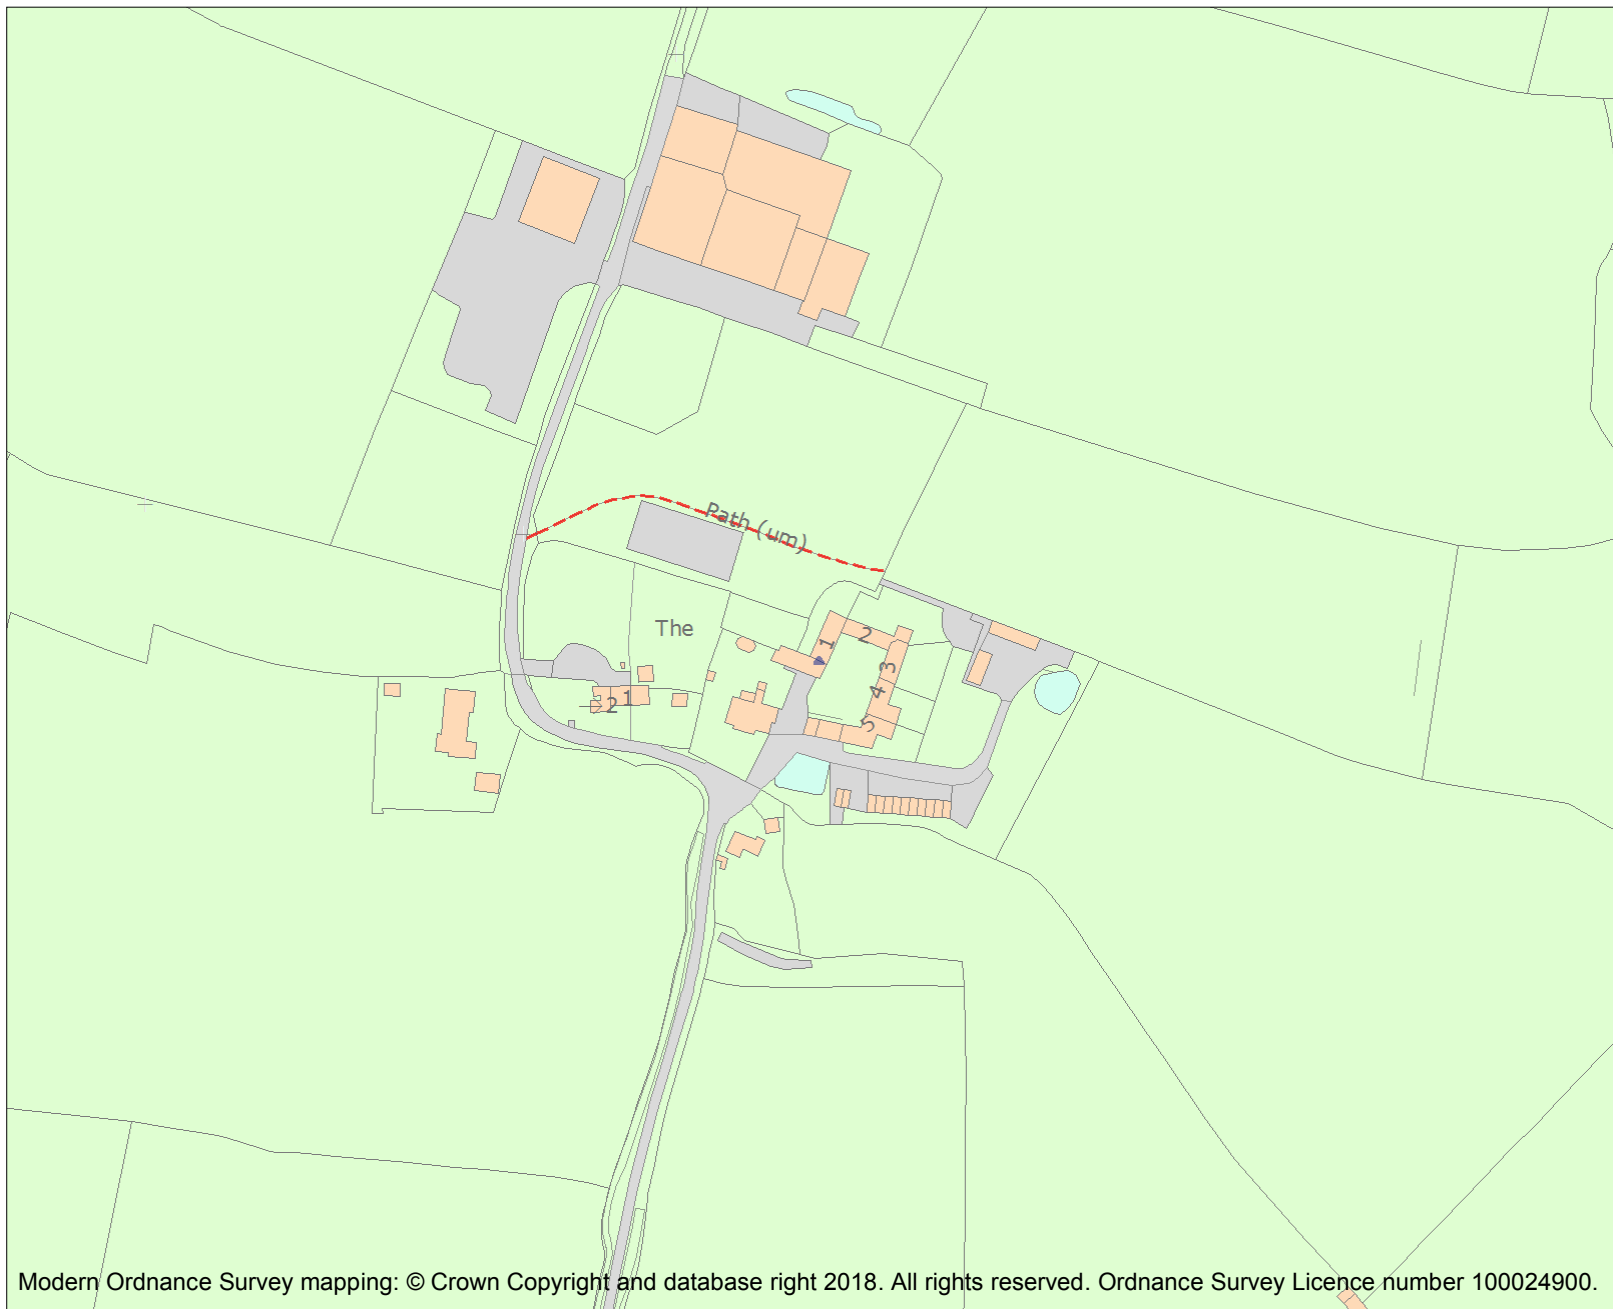 Path (um)
The
1
2
3
4
5
1
2
Modern Ordnance Survey mapping: © Crown Copyright and database right 2018. All rights reserved. Ordnance Survey Licence number 100024900.